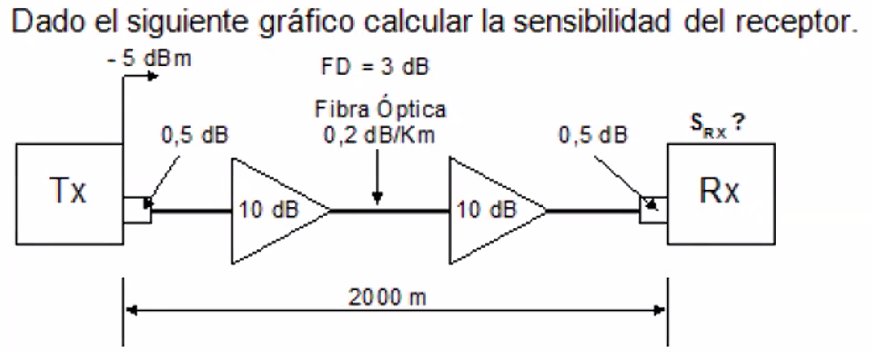 Dado el siguiente gráfico calcular la sensibilidad del receptor.
- 5 dBm
FD = 3 dB
Fibra Óptica
0,5 dB
0,2 dB/Km
0,5 dB
SRX ?
Tx
10 dB
10 dB
Rx
2000 m